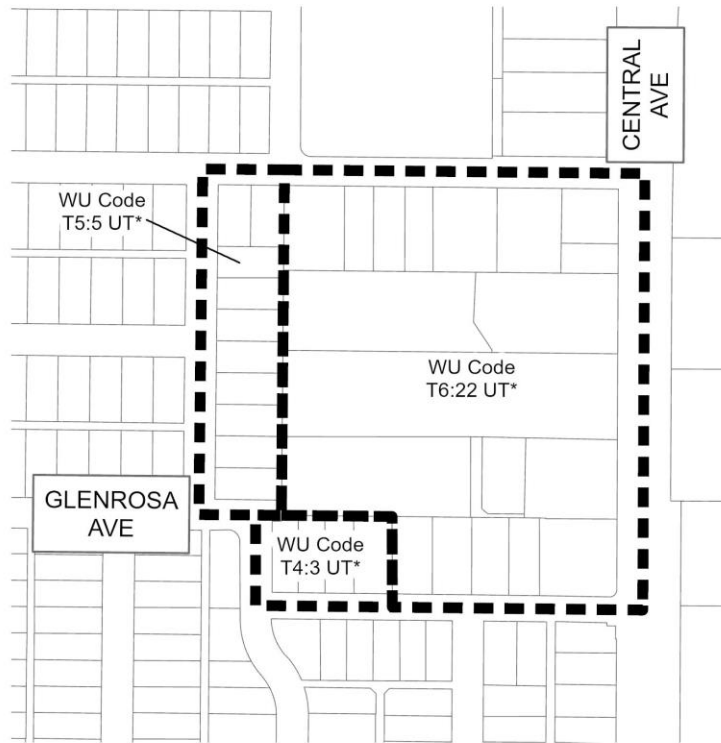 CENTRAL
AVE
WU Code
T5:5 UT*
WU Code
T6:22 UT*
GLENROSA
AVE
WU Code
T4:3 UT*